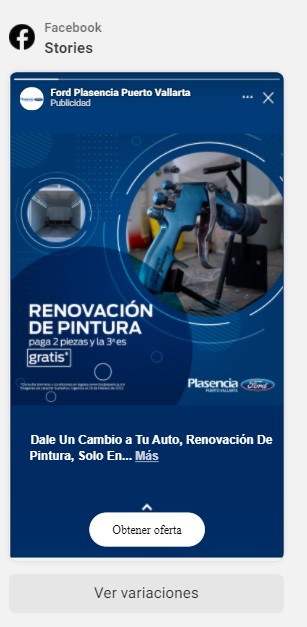 Facebook
Stories
Ford Plasencia Puerto Vallarta
Publicidad
RENOVACIÓN
DE PINTURA
paga 2 piezas y la 3ª es
gratis*
Plasencia
PUERTO VALLARTA
Ford
Dale Un Cambio a Tu Auto, Renovación De
Pintura, Solo En... Más
Obtener oferta
Ver variaciones